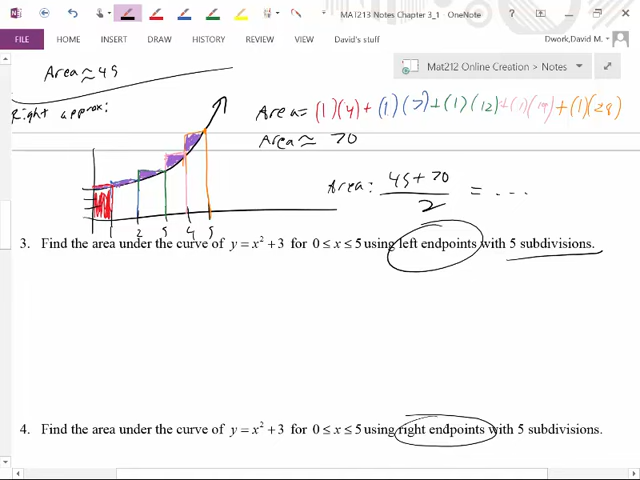 MAT213 Notes Chapter 3_1 - OneNote
FILE HOME INSERT DRAW HISTORY REVIEW VIEW David's stuff Dwork,David M.
Mat212 Online Creation > Notes
Area ≈ 45
Right approx:
Area = (1)(4) + (1)(7) + (1)(12) + (1)(19) + (1)(28)
Area ≈ 70
Area: (45+70)/2 = ...
1 2 3 4 5
3. Find the area under the curve of y = x² + 3 for 0 ≤ x ≤ 5 using left endpoints with 5 subdivisions.
4. Find the area under the curve of y = x² + 3 for 0 ≤ x ≤ 5 using right endpoints with 5 subdivisions.